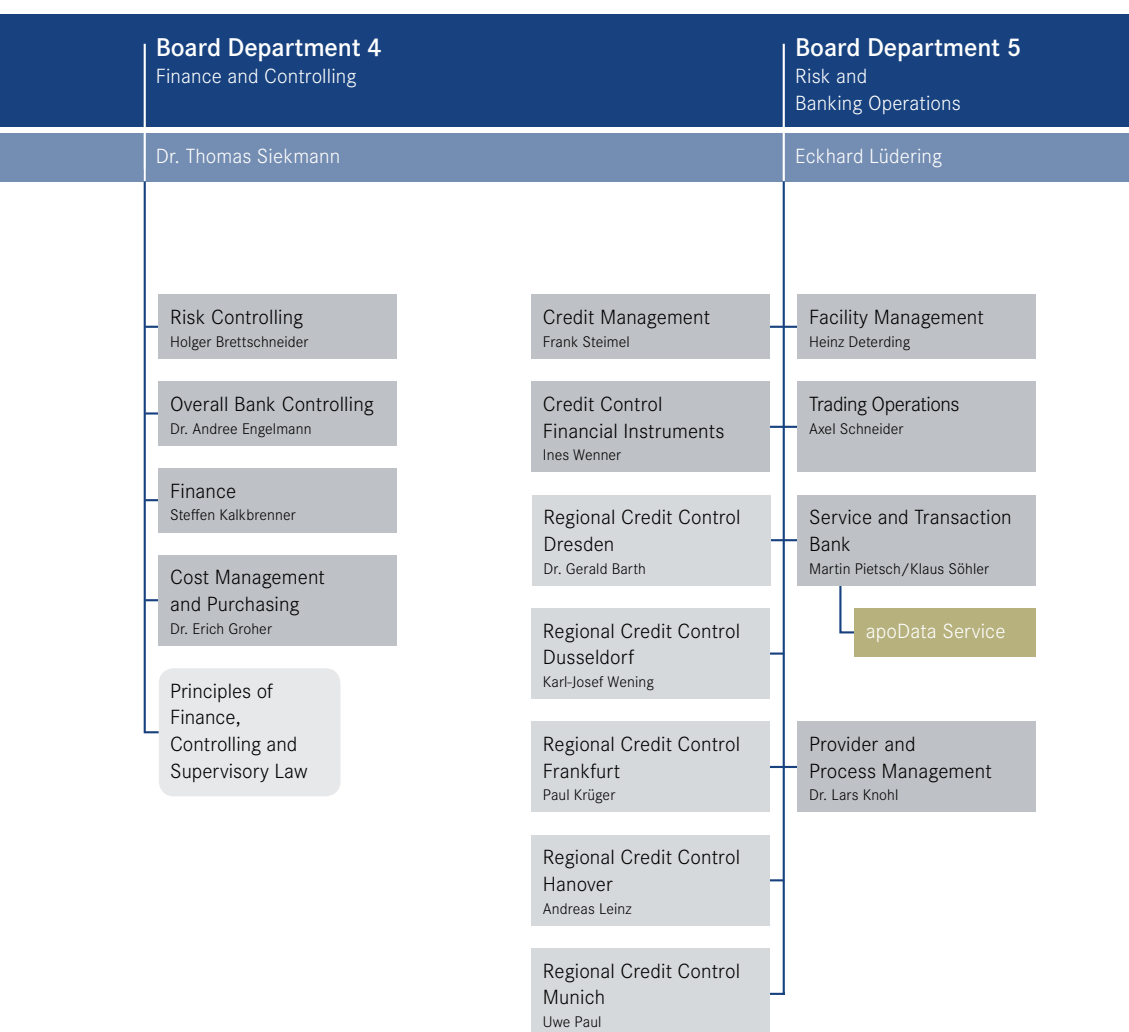 Board Department 4
Finance and Controlling
Dr. Thomas Siekmann
Risk Controlling
Holger Brettschneider
Overall Bank Controlling
Dr. Andree Engelmann
Finance
Steffen Kalkbrenner
Cost Management
and Purchasing
Dr. Erich Groher
Principles of
Finance,
Controlling and
Supervisory Law
Board Department 5
Risk and
Banking Operations
Eckhard Lüdering
Credit Management
Frank Steimel
Credit Control
Financial Instruments
Ines Wenner
Regional Credit Control
Dresden
Dr. Gerald Barth
Regional Credit Control
Dusseldorf
Karl-Josef Wening
Regional Credit Control
Frankfurt
Paul Krüger
Regional Credit Control
Hanover
Andreas Leinz
Regional Credit Control
Munich
Uwe Paul
Facility Management
Heinz Deterding
Trading Operations
Axel Schneider
Service and Transaction
Bank
Martin Pietsch/Klaus Söhler
apoData Service
Provider and
Process Management
Dr. Lars Knohl